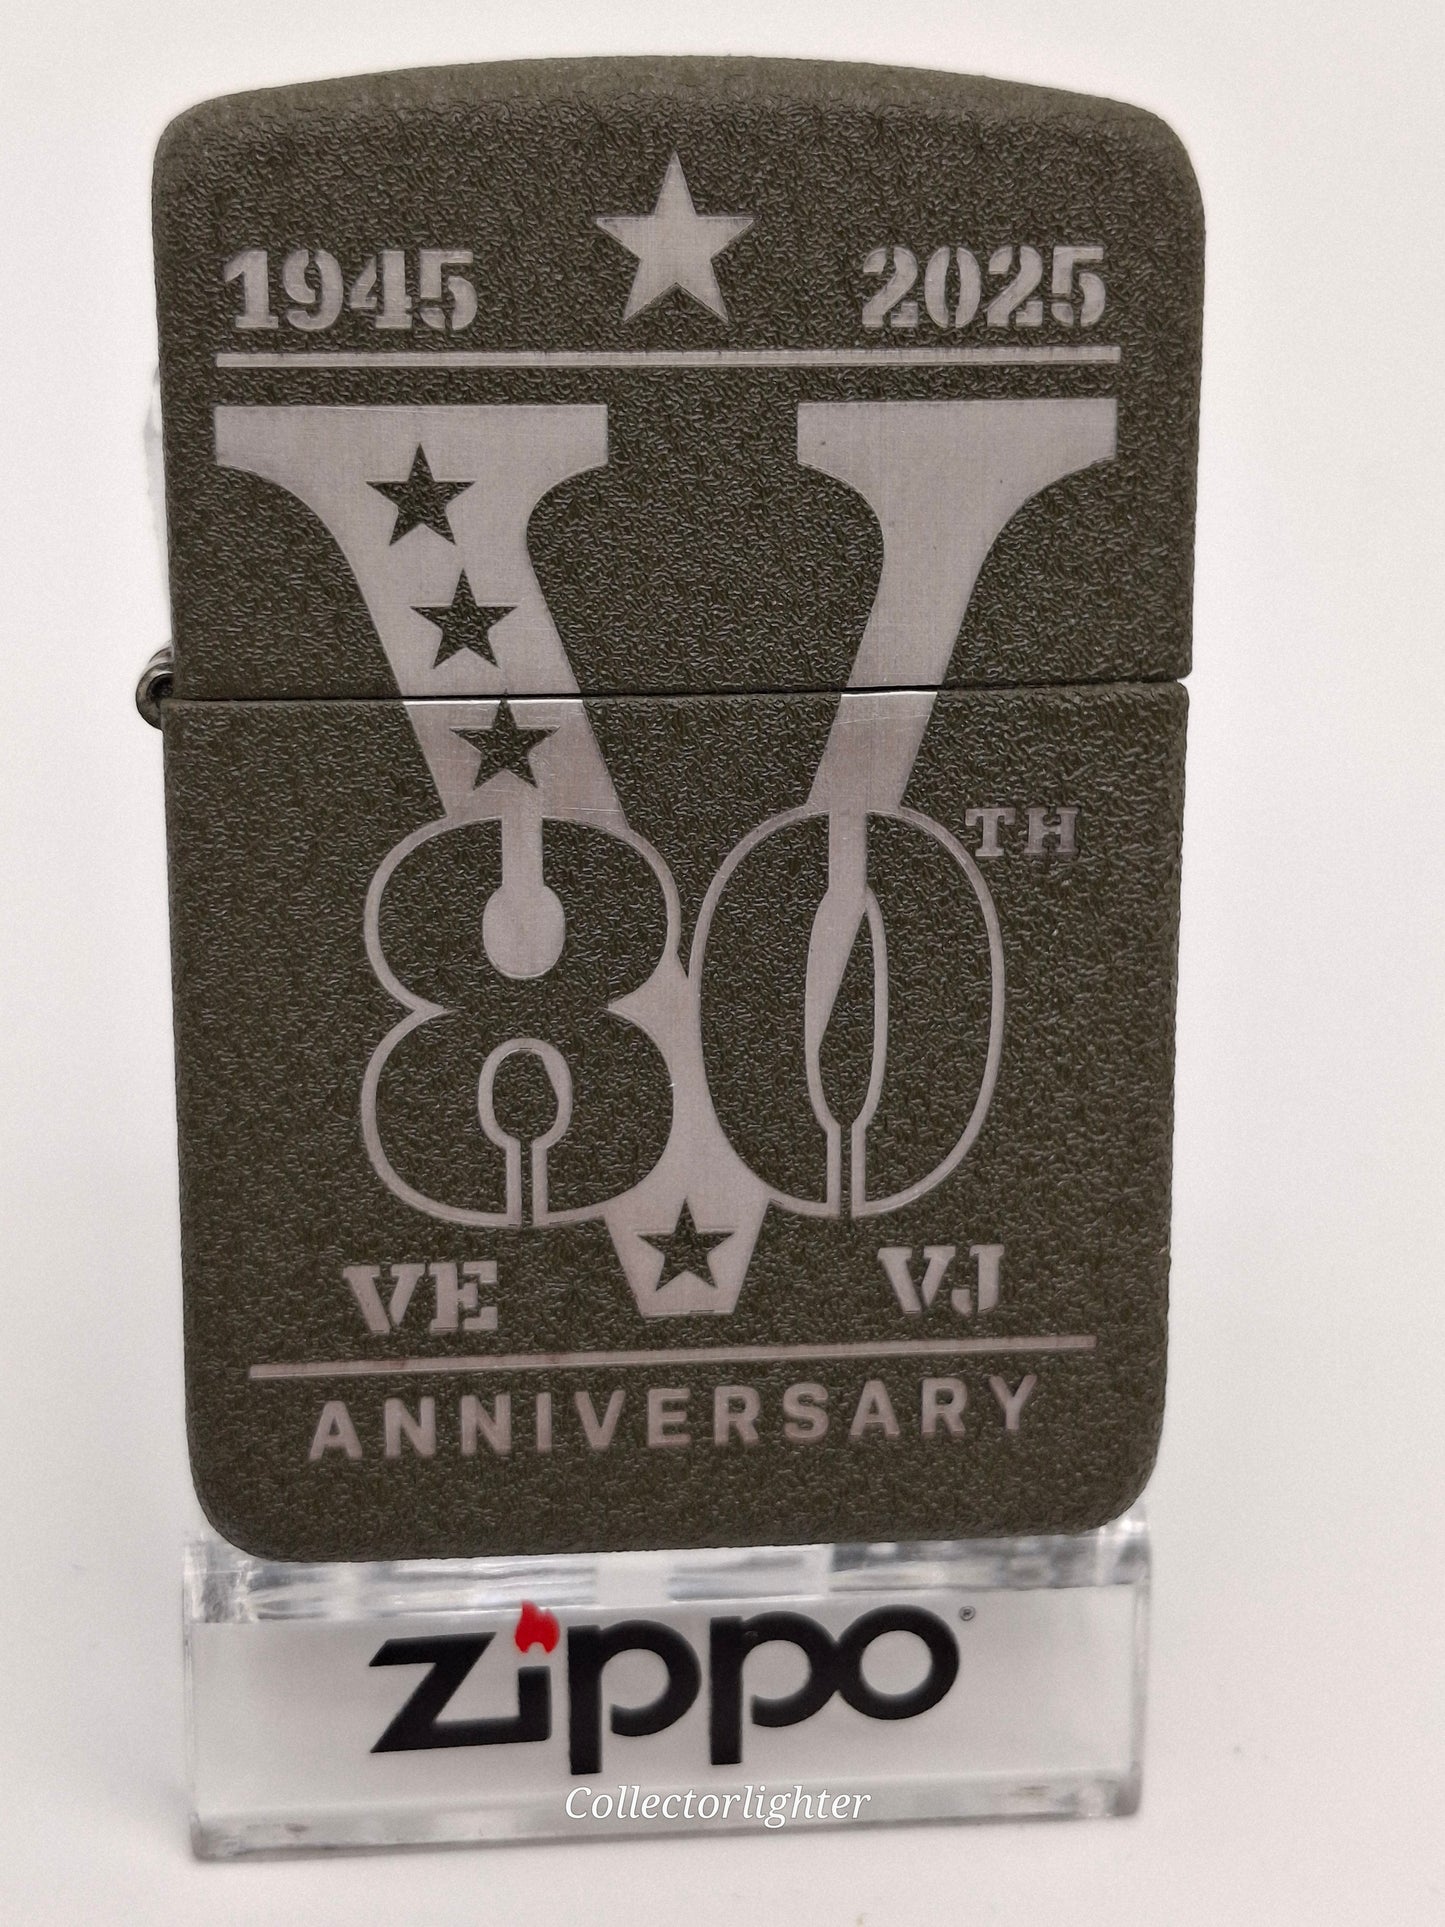 1945 2025
V
80TH
VE VJ
ANNIVERSARY
zippo®
Collectorlighter